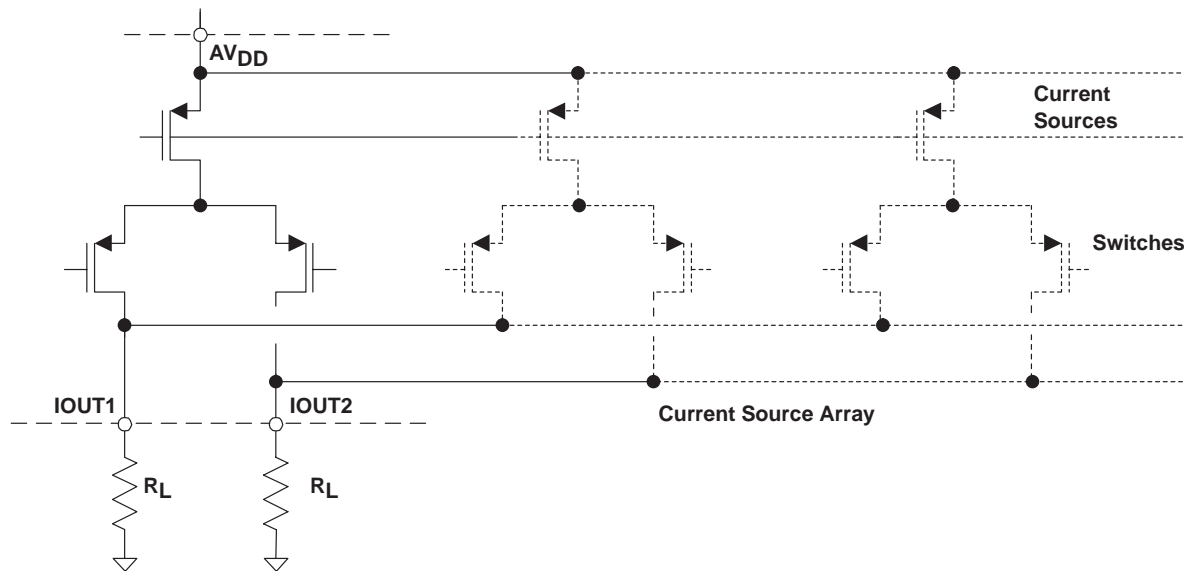 AVDD
Current
Sources
Switches
IOUT1
IOUT2
Current Source Array
RL
RL